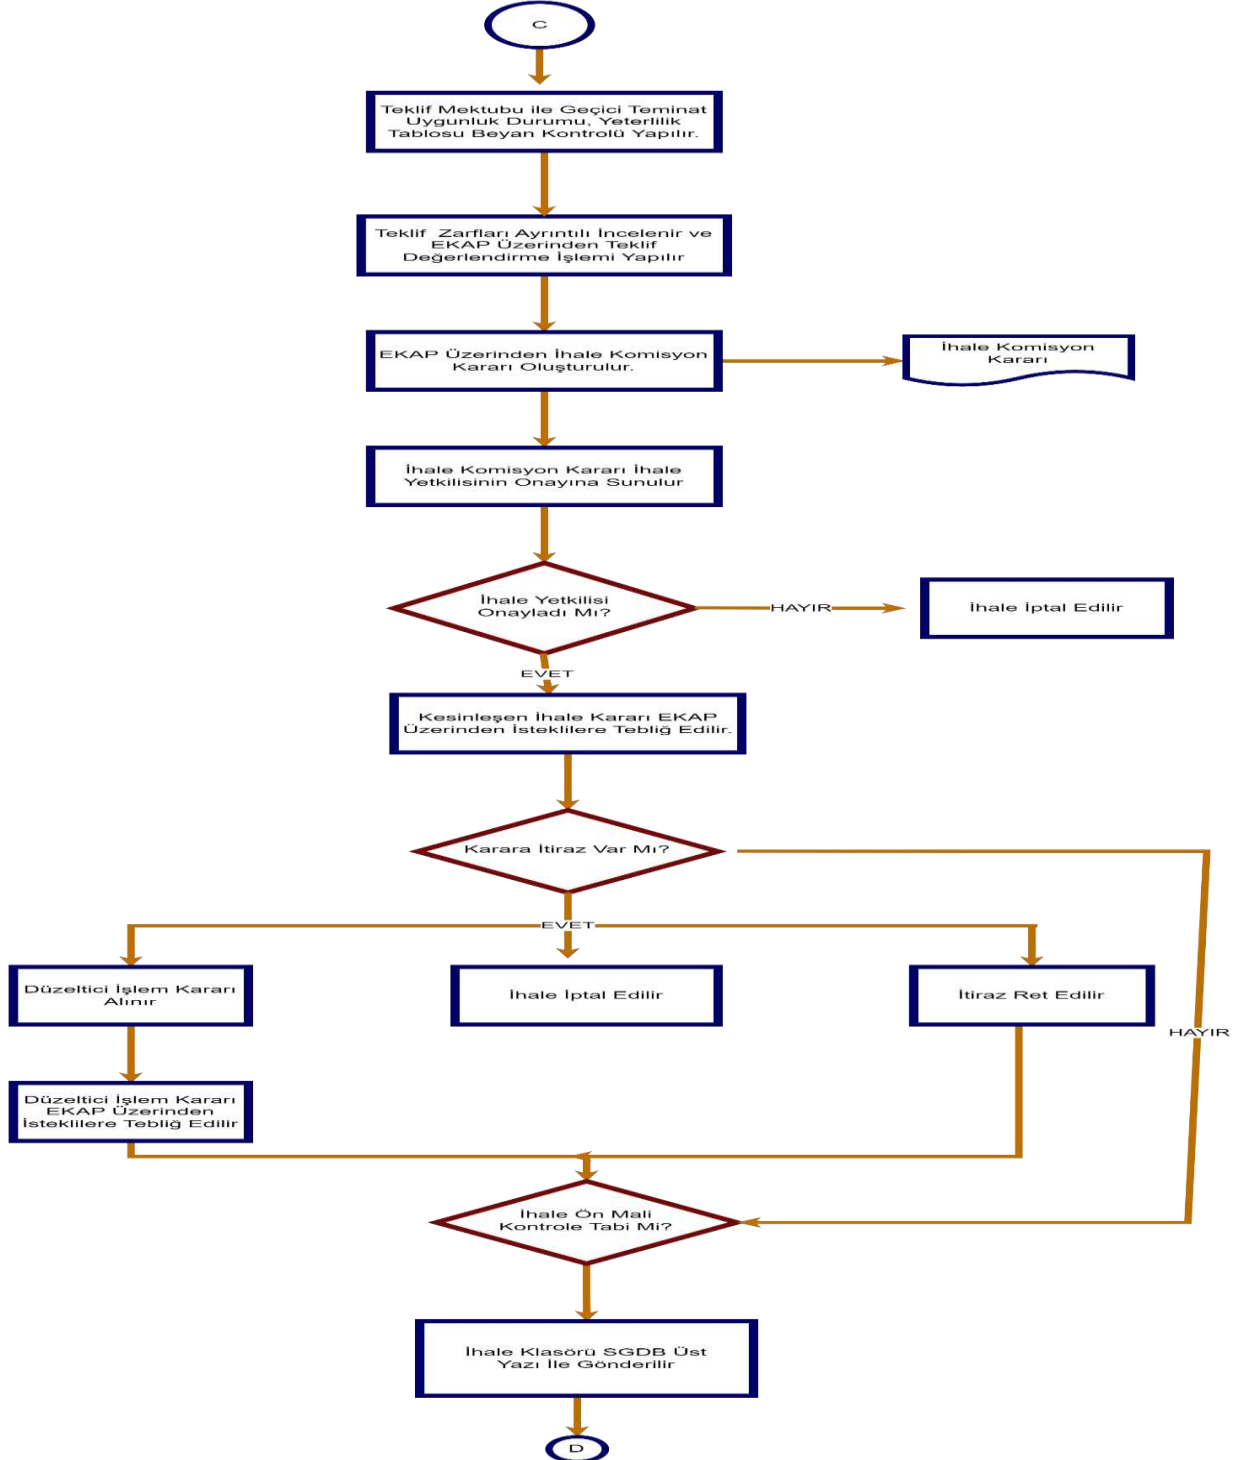 C
Teklif Mektubu ile Geçici Teminat
Uygunluk Durumu, Yeterlilik
Tablosu Beyan Kontrolü Yapılır.
Teklif Zarfları Ayrıntılı İncelenir ve
EKAP Üzerinden Teklif
Değerlendirme İşlemi Yapılır
EKAP Üzerinden İhale Komisyon
Kararı Oluşturulur.
İhale Komisyon
Kararı
İhale Komisyon Kararı İhale
Yetkilisinin Onayına Sunulur
İhale Yetkilisi
Onayladı Mı?
HAYIR
İhale İptal Edilir
EVET
Kesinleşen İhale Kararı EKAP
Üzerinden İsteklilere Tebliğ Edilir.
Karara İtiraz Var Mı?
EVET
Düzeltici İşlem Kararı
Alınır
İhale İptal Edilir
İtiraz Ret Edilir
HAYIR
Düzeltici İşlem Kararı
EKAP Üzerinden
İsteklilere Tebliğ Edilir
İhale Ön Mali
Kontrole Tabi Mi?
İhale Klasörü SGDB Üst
Yazı İle Gönderilir
D